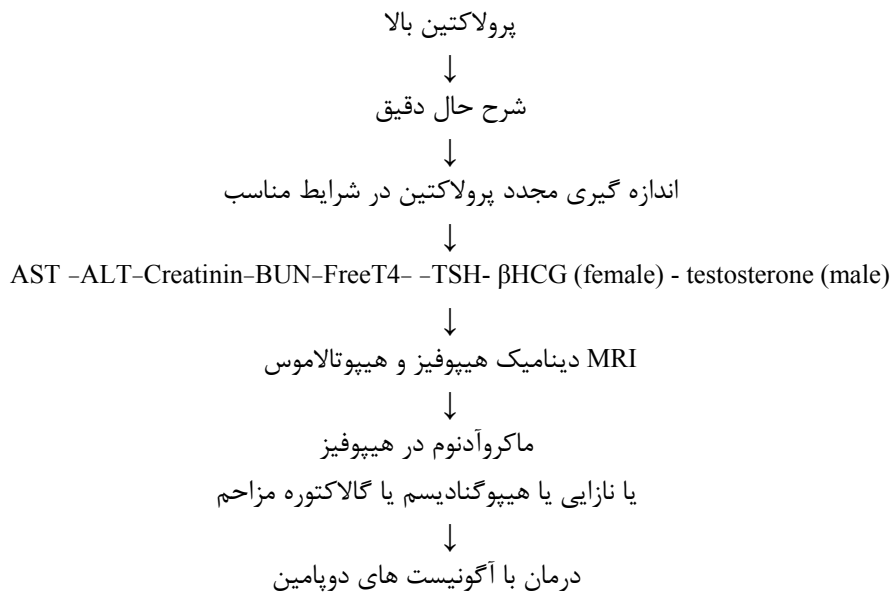 پرولاکتین بالا
↓
شرح حال دقیق
↓
اندازه گیری مجدد پرولاکتین در شرایط مناسب
↓
AST –ALT–Creatinin–BUN–FreeT4– –TSH- βHCG (female) - testosterone (male)
↓
MRI دینامیک هیپوفیز و هیپوتالاموس
↓
ماکروآدنوم در هیپوفیز
یا نازایی یا هیپوگنادیسم یا گالاکتوره مزاحم
↓
درمان با آگونیست های دوپامین